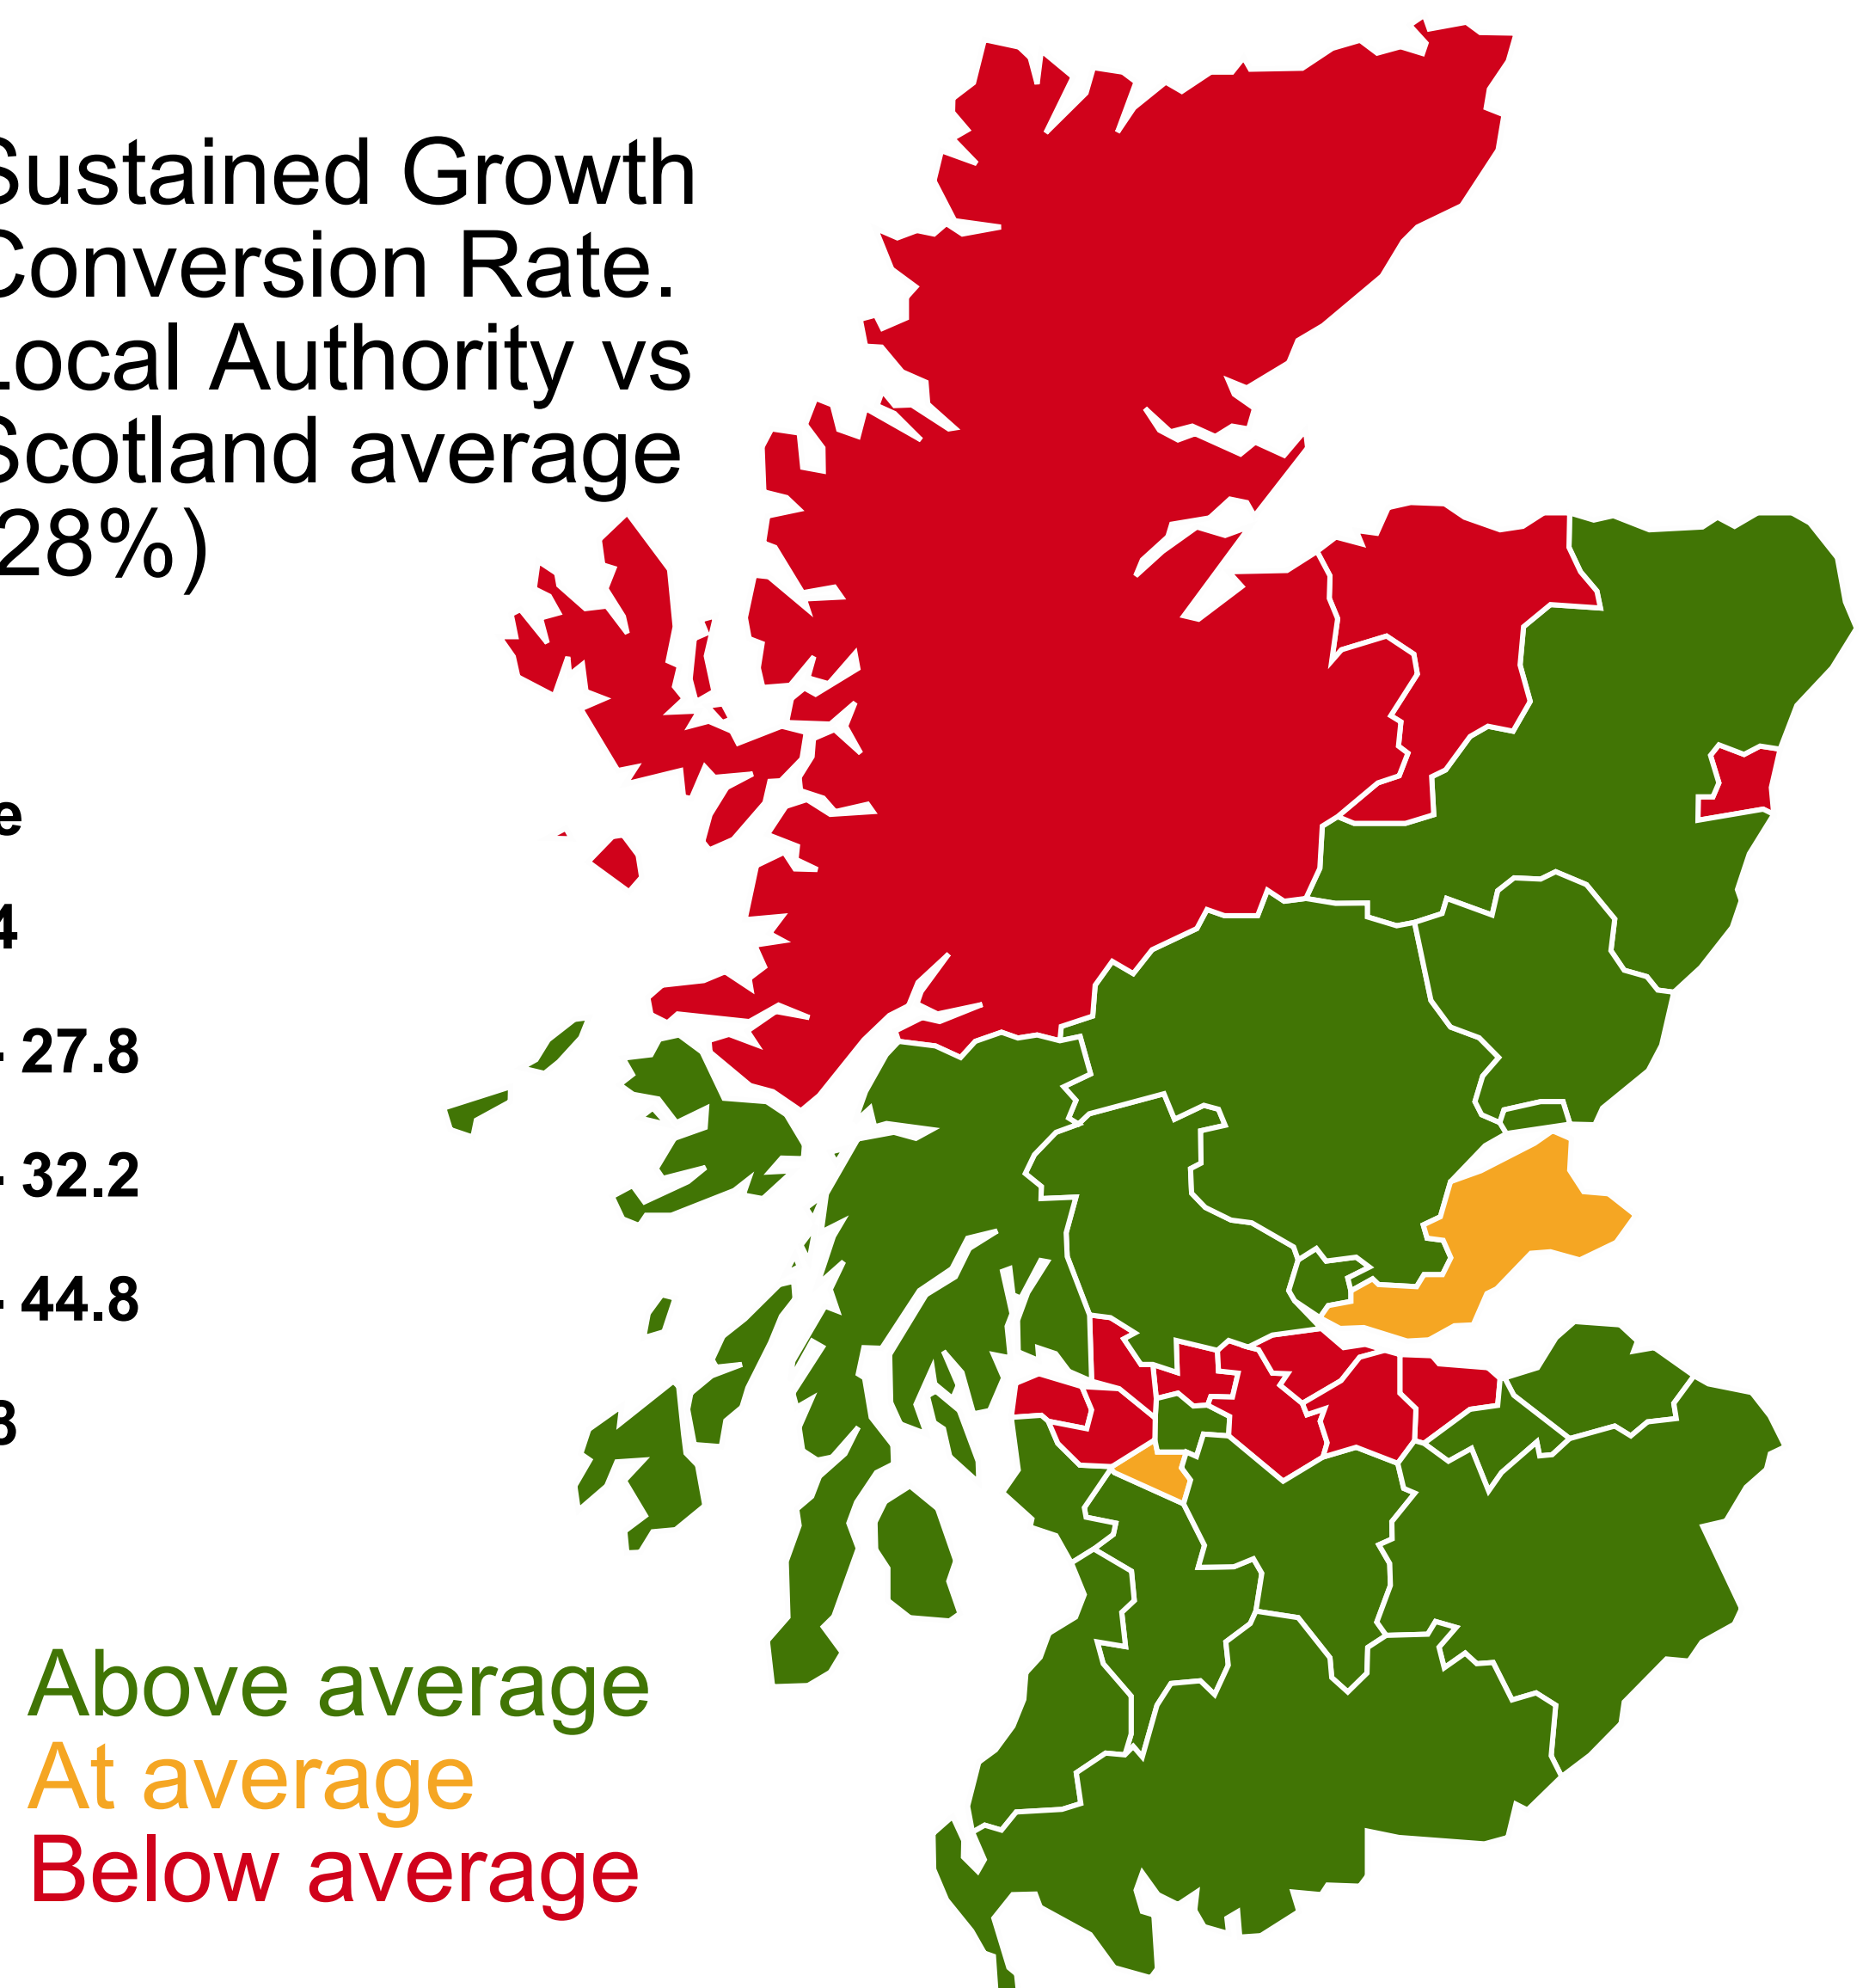 Sustained Growth
Conversion Rate.
Local Authority vs
Scotland average
28%)
e
4
- 27.8
- 32.2
- 44.8
3
Above average
At average
Below average